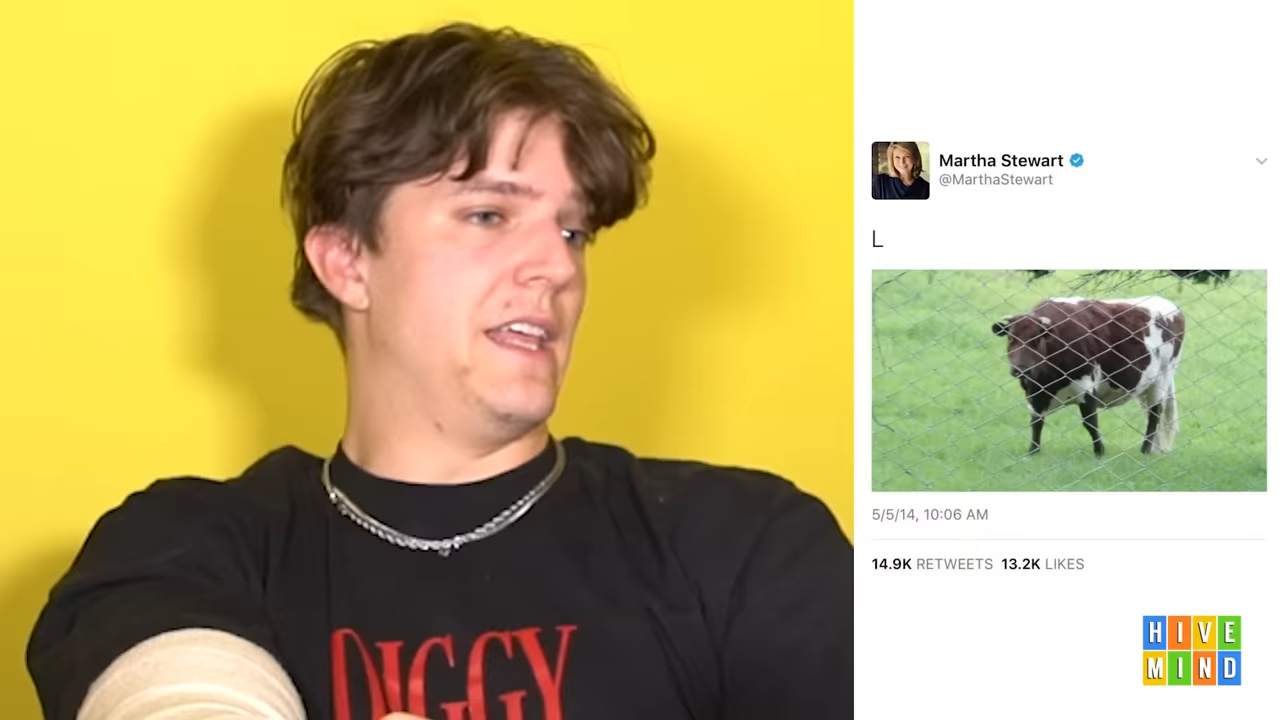 Martha Stewart
@MarthaStewart
L
5/5/14, 10:06 AM
14.9K RETWEETS 13.2K LIKES
DIGGY
HIVE
MIND